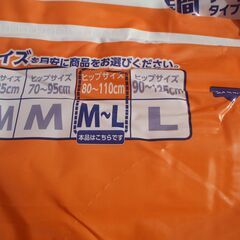 間
タイプ
イズを目安に商品をお選びください。
5cm
ヒップサイズ
70〜95cm
ヒップサイズ
80〜110cm
ヒップサイズ
90〜125cm
M
M
M〜L
L
本品はこちらです